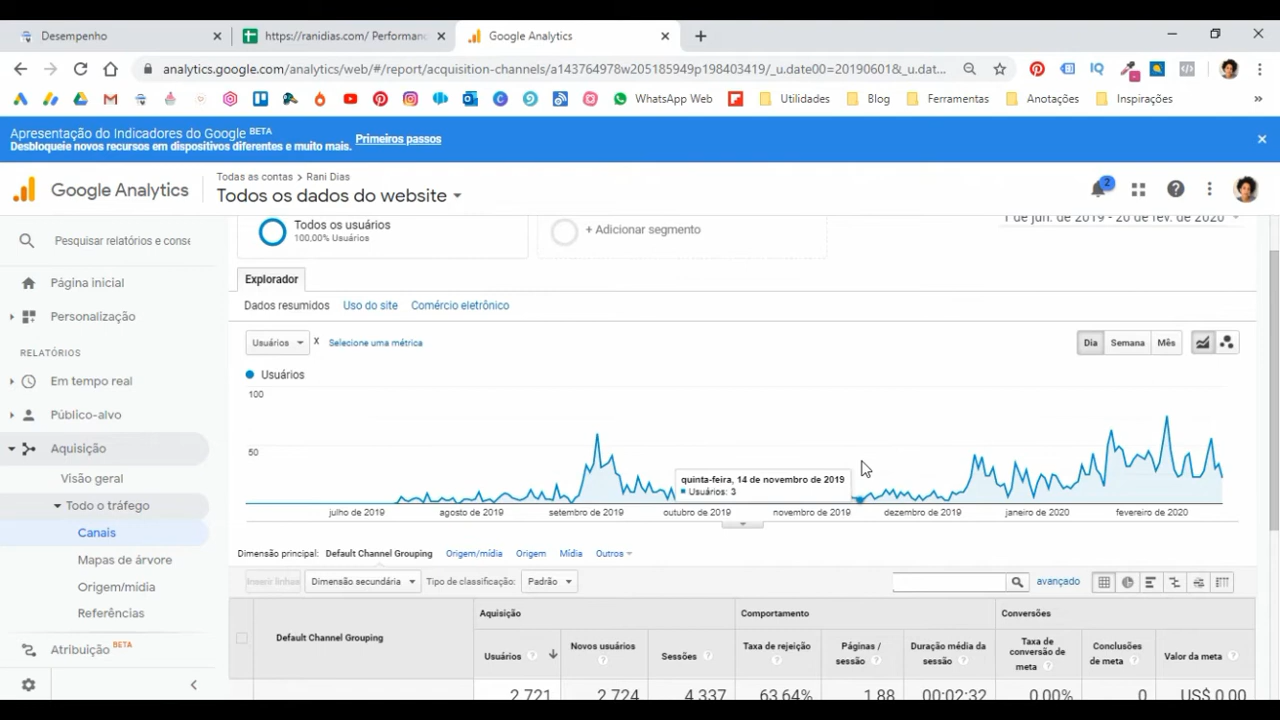 Desempenho
https://ranidias.com/ Performanc
Google Analytics
analytics.google.com/analytics/web/#/report/acquisition-channels/a143764978w205185949p198403419/_u.date00=20190601&_u.dat...
WhatsApp Web
Utilidades
Blog
Ferramentas
Anotações
Inspirações
»
Apresentação do Indicadores do Google BETA
Desbloqueie novos recursos em dispositivos diferentes e muito mais.
Primeiros passos
Google Analytics
Todas as contas > Rani Dias
Todos os dados do website
2
Pesquisar relatórios e conse
Página inicial
Personalização
RELATÓRIOS
Em tempo real
Público-alvo
Aquisição
Visão geral
Todo o tráfego
Canais
Mapas de árvore
Origem/mídia
Referências
Atribuição BETA
Todos os usuários
100,00% Usuários
+ Adicionar segmento
1 de jun. de 2019 - 20 de fev. de 2020
Explorador
Dados resumidos Uso do site Comércio eletrônico
Usuários X Selecione uma métrica
Dia Semana Mês
Usuários
100
50
quinta-feira, 14 de novembro de 2019
Usuários: 3
julho de 2019 agosto de 2019 setembro de 2019 outubro de 2019 novembro de 2019 dezembro de 2019 janeiro de 2020 fevereiro de 2020
Dimensão principal: Default Channel Grouping Origem/mídia Origem Mídia Outros
Inserir linhas Dimensão secundária Tipo de classificação: Padrão avançado
Default Channel Grouping
Aquisição
Comportamento
Conversões
Usuários ?
Novos usuários ?
Sessões ?
Taxa de rejeição ?
Páginas / sessão ?
Duração média da sessão ?
Taxa de conversão de meta ?
Conclusões de meta ?
Valor da meta ?
2.721 2.724 4.337 63,64% 1,88 00:02:32 0,00% 0 US$ 0,00